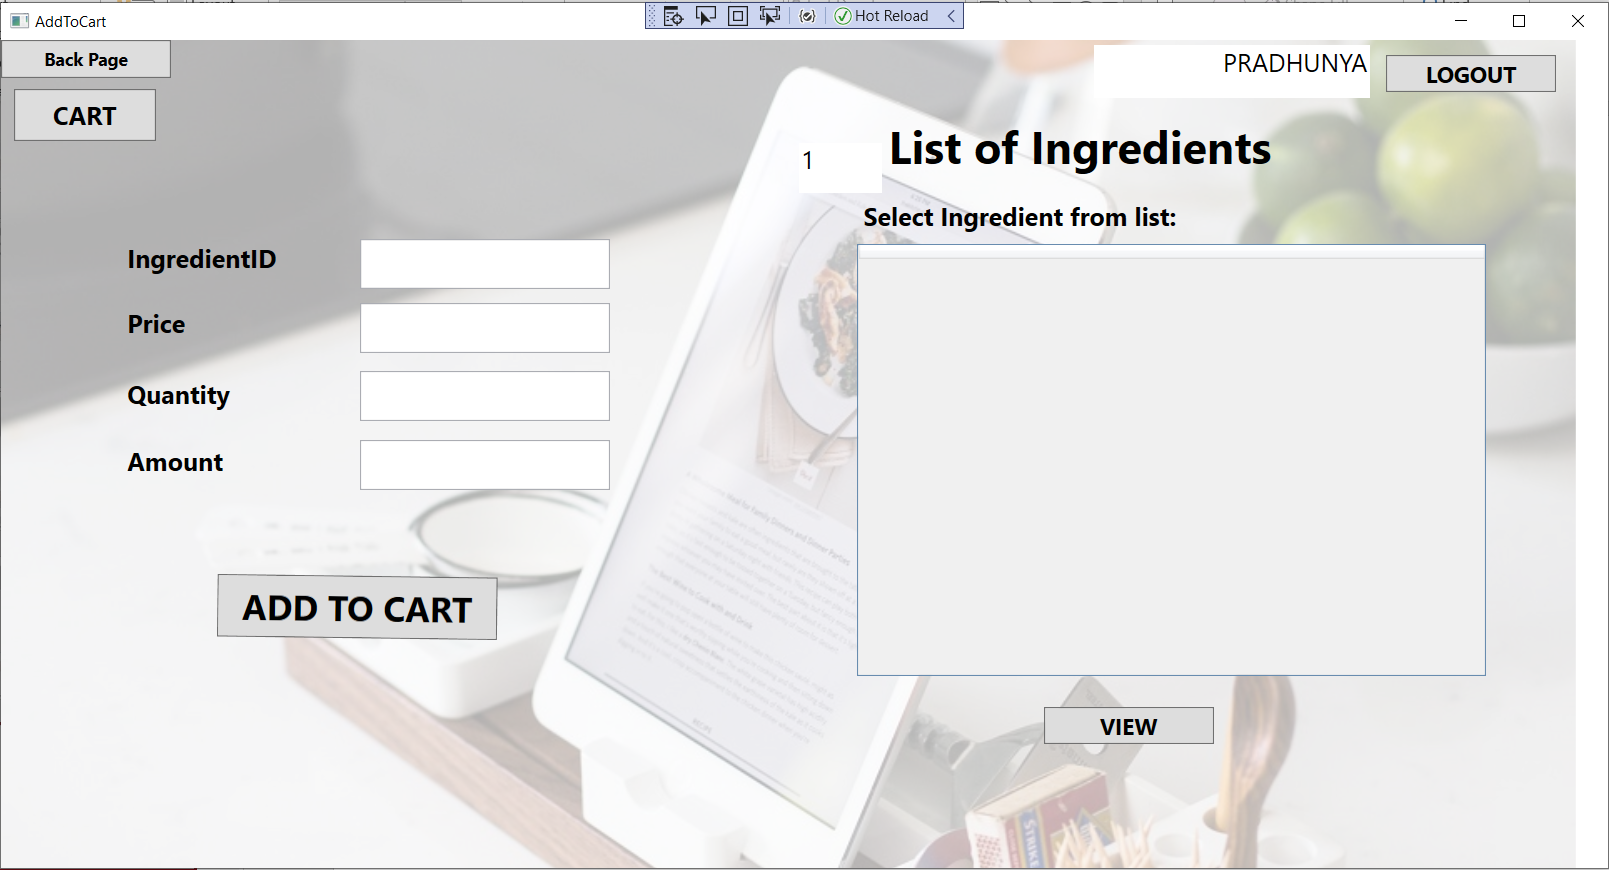 AddToCart
Hot Reload
Back Page
PRADHUNYA
LOGOUT
CART
1
List of Ingredients
Select Ingredient from list:
IngredientID
Price
Quantity
Amount
ADD TO CART
VIEW
STRIKE